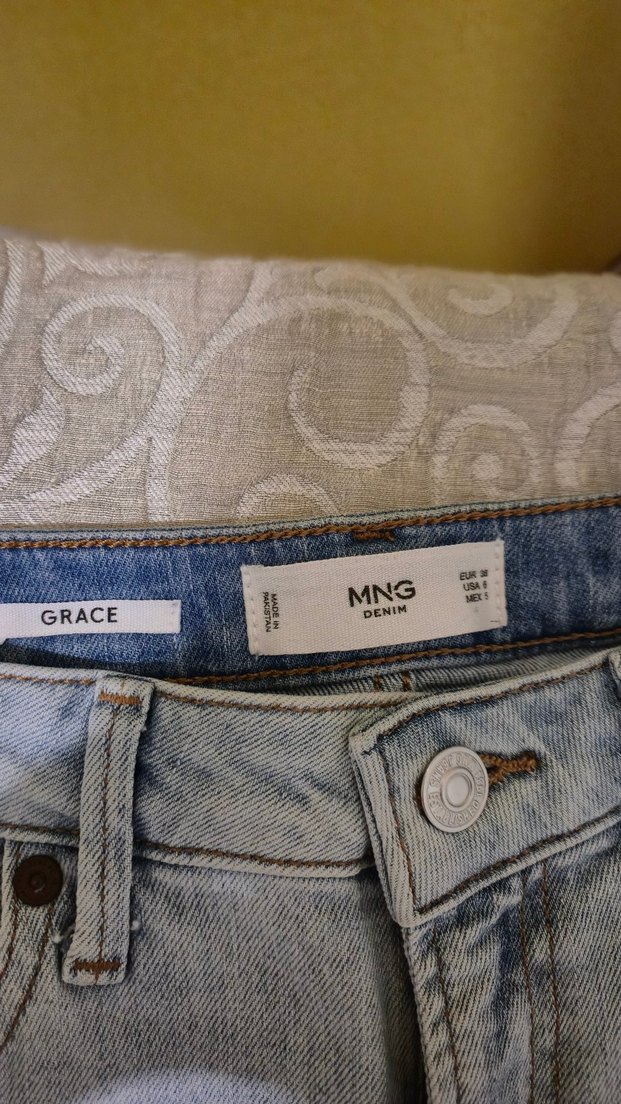 GRACE
MADE IN
PAKISTAN
MNG
DENIM
EUR 38
USA 6
MEX 5